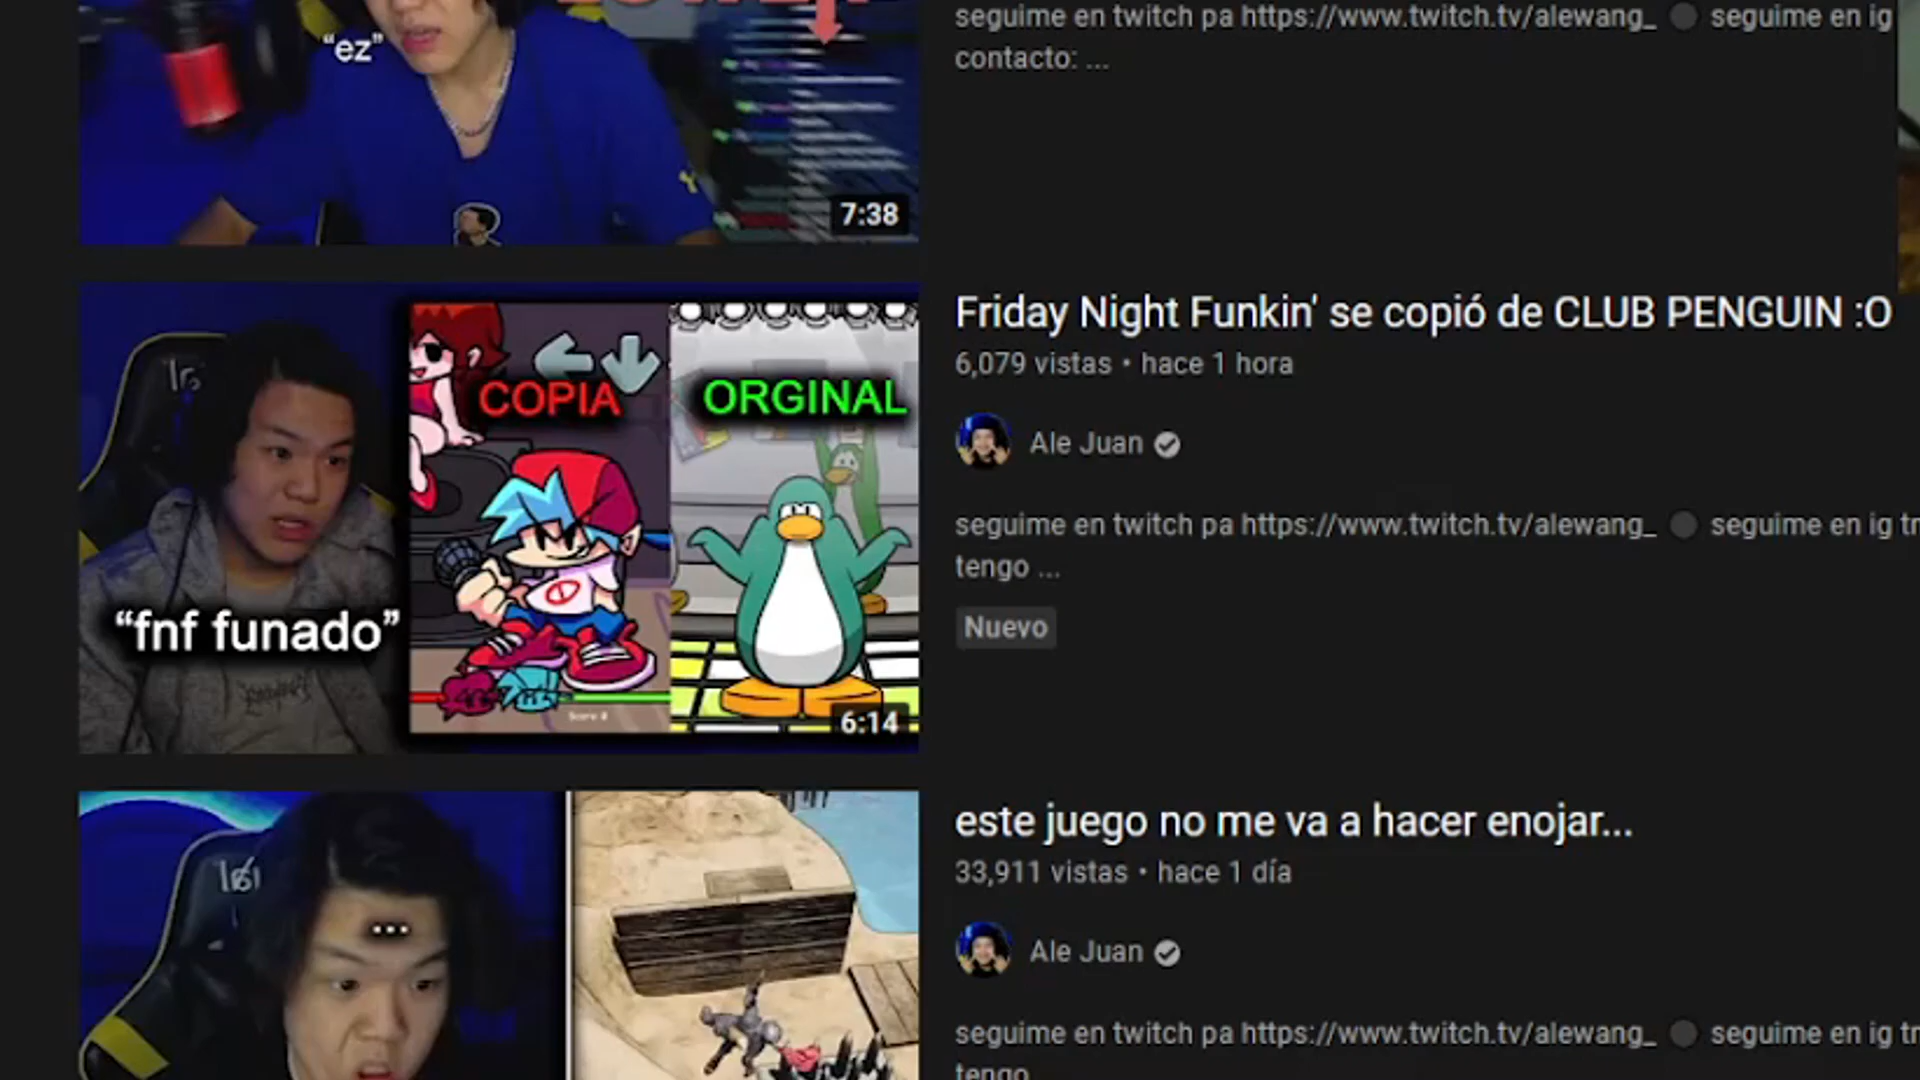 seguime en twitch pa https://www.twitch.tv/alewang_ ⚫ seguime en ig
"ez"
contacto: ...
7:38
Friday Night Funkin' se copió de CLUB PENGUIN :O
6,079 vistas • hace 1 hora
COPIA
ORGINAL
Ale Juan
seguime en twitch pa https://www.twitch.tv/alewang_ ⚫ seguime en ig
tengo ...
"fnf funado"
Nuevo
6:14
este juego no me va a hacer enojar...
33,911 vistas • hace 1 día
...
Ale Juan
seguime en twitch pa https://www.twitch.tv/alewang_ ⚫ seguime en ig
tengo